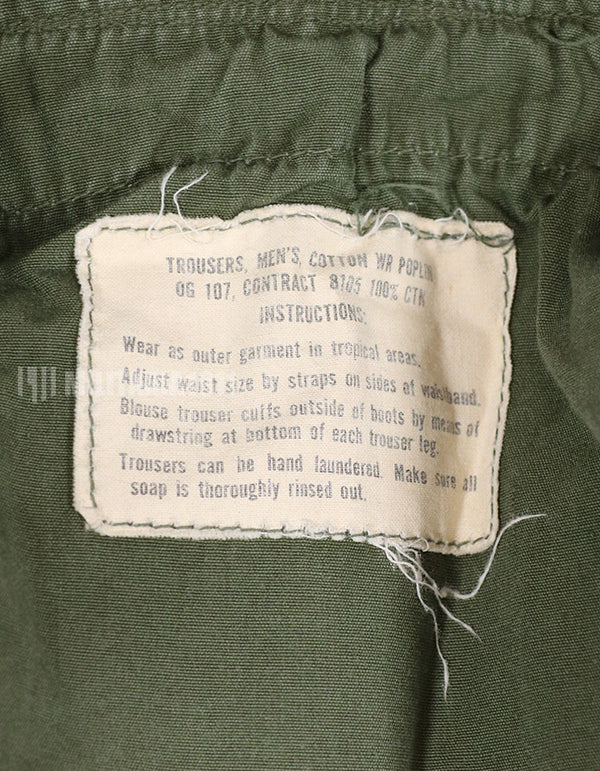 TROUSERS, MEN'S, COTTON WR POPLIN
OG 107, CONTRACT 8105 100% CTN
INSTRUCTIONS:
Wear as outer garment in tropical areas.
Adjust waist size by straps on sides of waistband.
Blouse trouser cuffs outside of boots by means of
drawstring at bottom of each trouser leg.
Trousers can be hand laundered. Make sure all
soap is thoroughly rinsed out.